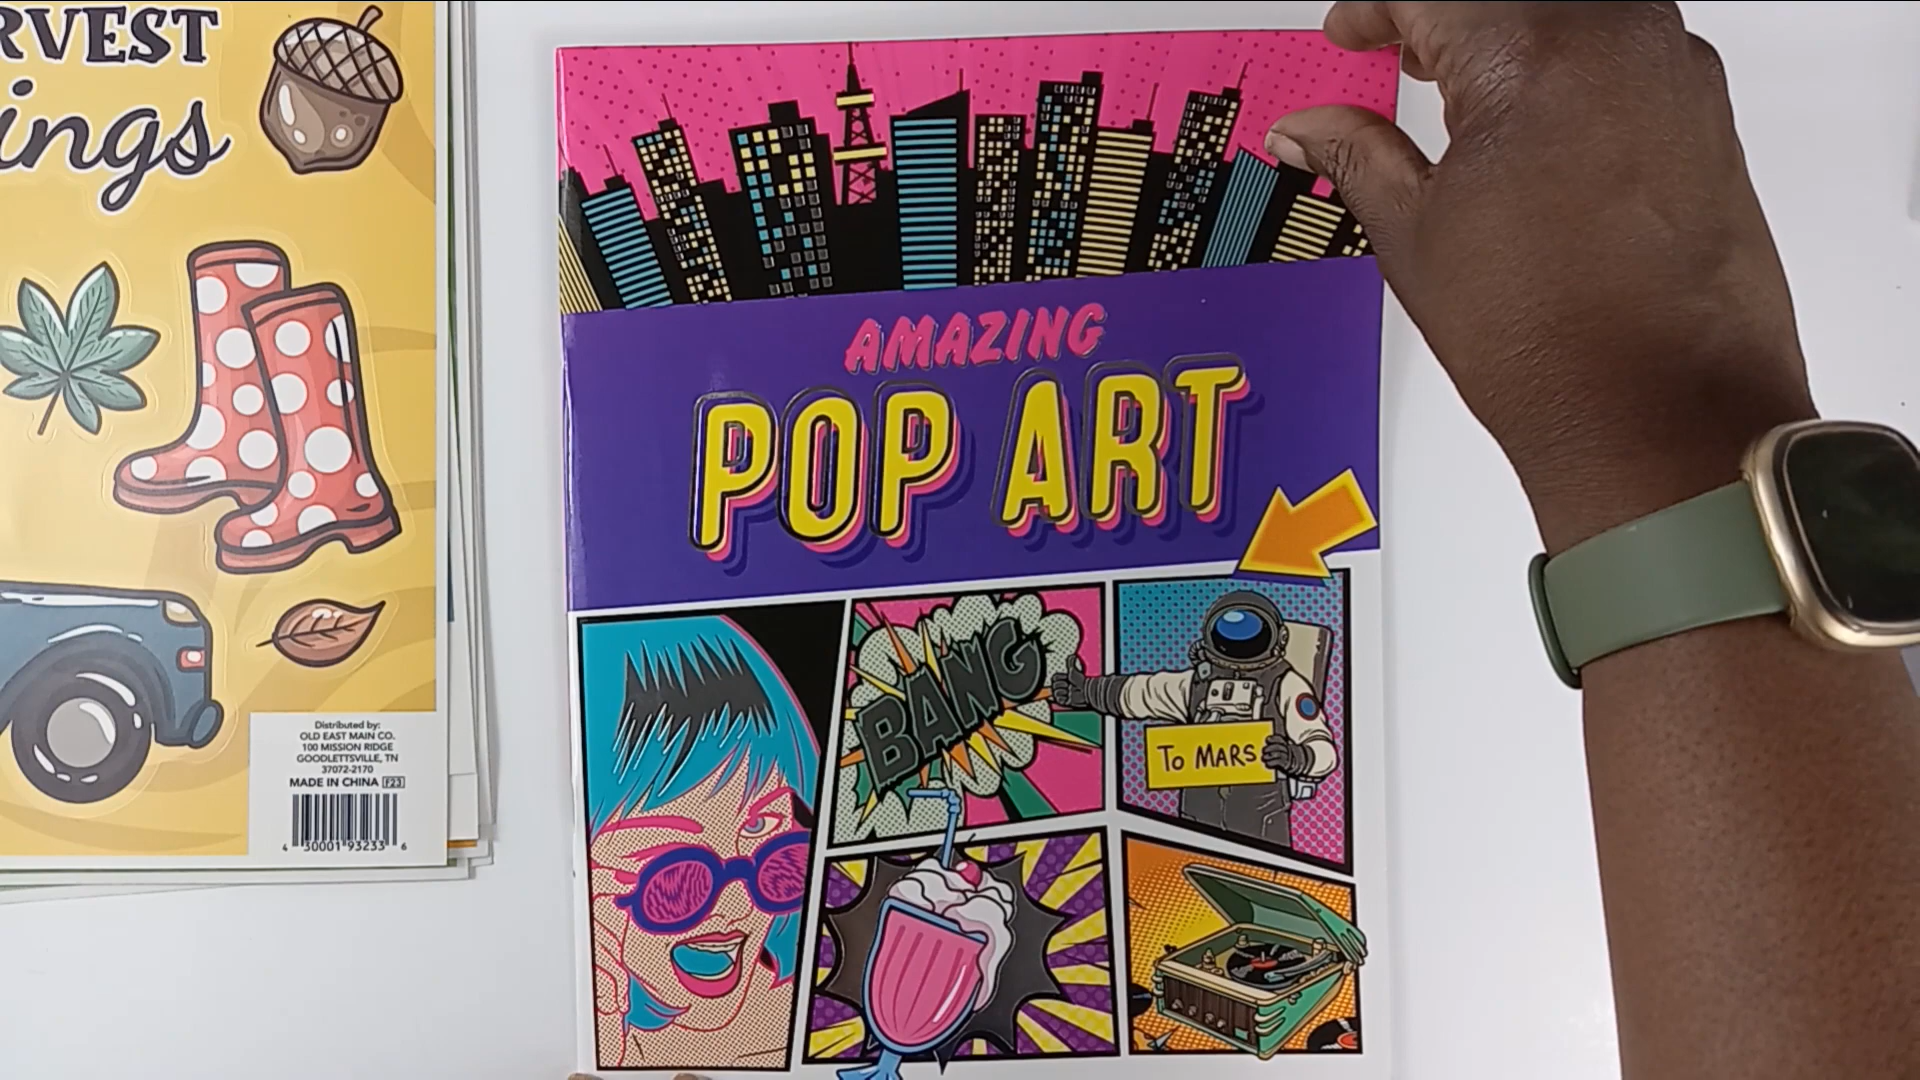 RVEST
ings
Distributed by:
OLD EAST MAIN CO.
100 MISSION RIDGE
GOODLETTSVILLE, TN
37072-2170
MADE IN CHINA F23
4 30001 93233 6
AMAZING
POP ART
BANG
TO MARS